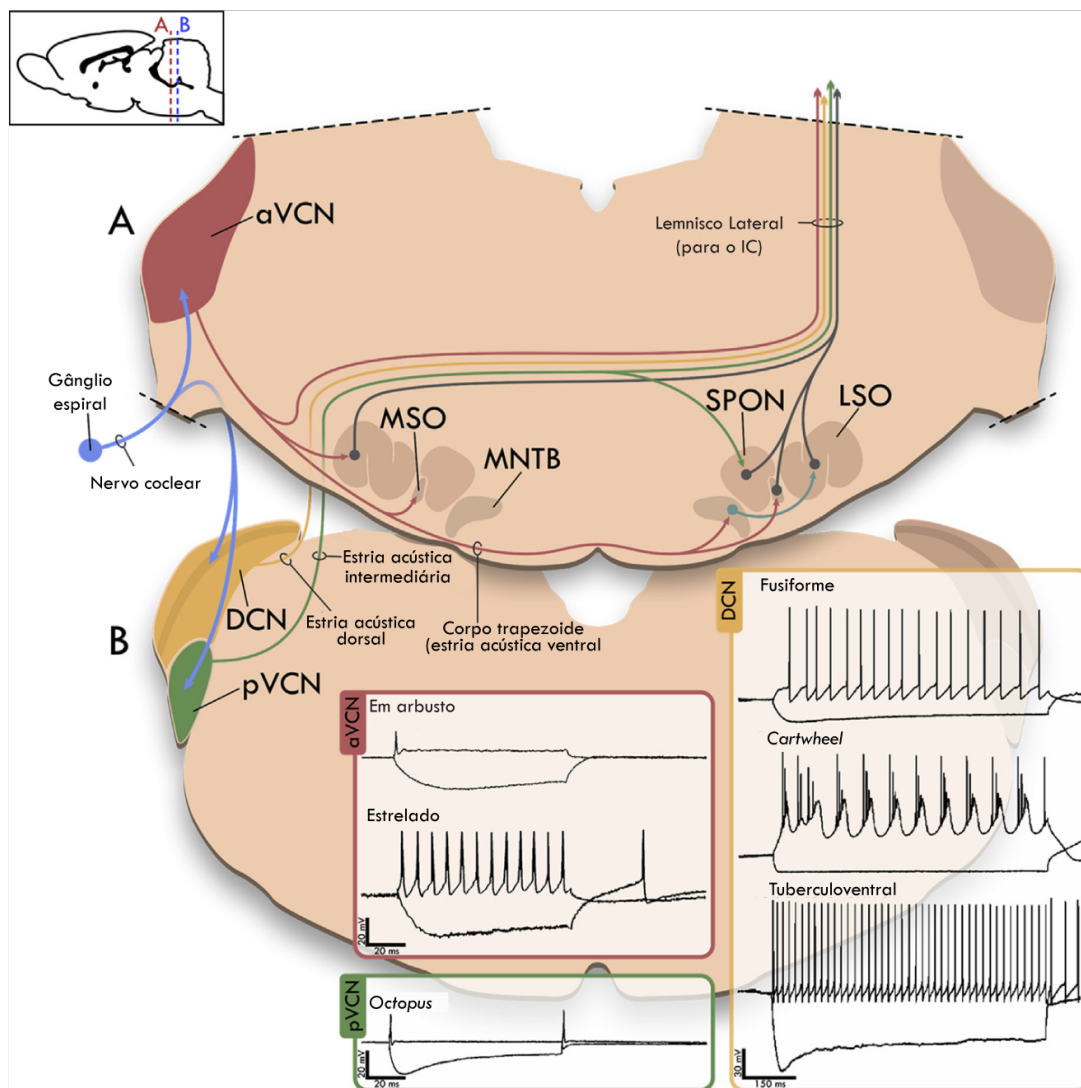 A B
A
aVCN
Lemnisco Lateral
(para o IC)
Gânglio
espiral
Nervo coclear
MSO
MNTB
SPON
LSO
Estria acústica
intermediária
DCN
Estria acústica
dorsal
Corpo trapezoide
(estria acústica ventral
B
pVCN
aVCN
Em arbusto
Estrelado
20 mV
20 ms
pVCN
Octopus
20 mV
20 ms
DCN
Fusiforme
Cartwheel
Tuberculoventral
30 mV
150 ms